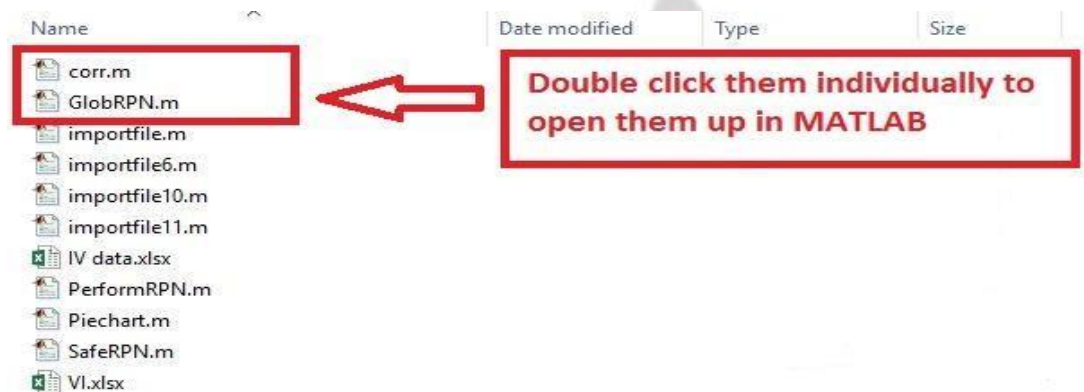 Name Date modified Type Size
corr.m
GlobRPN.m
Double click them individually to
open them up in MATLAB
importfile.m
importfile6.m
importfile10.m
importfile11.m
IV data.xlsx
PerformRPN.m
Piechart.m
SafeRPN.m
VI.xlsx